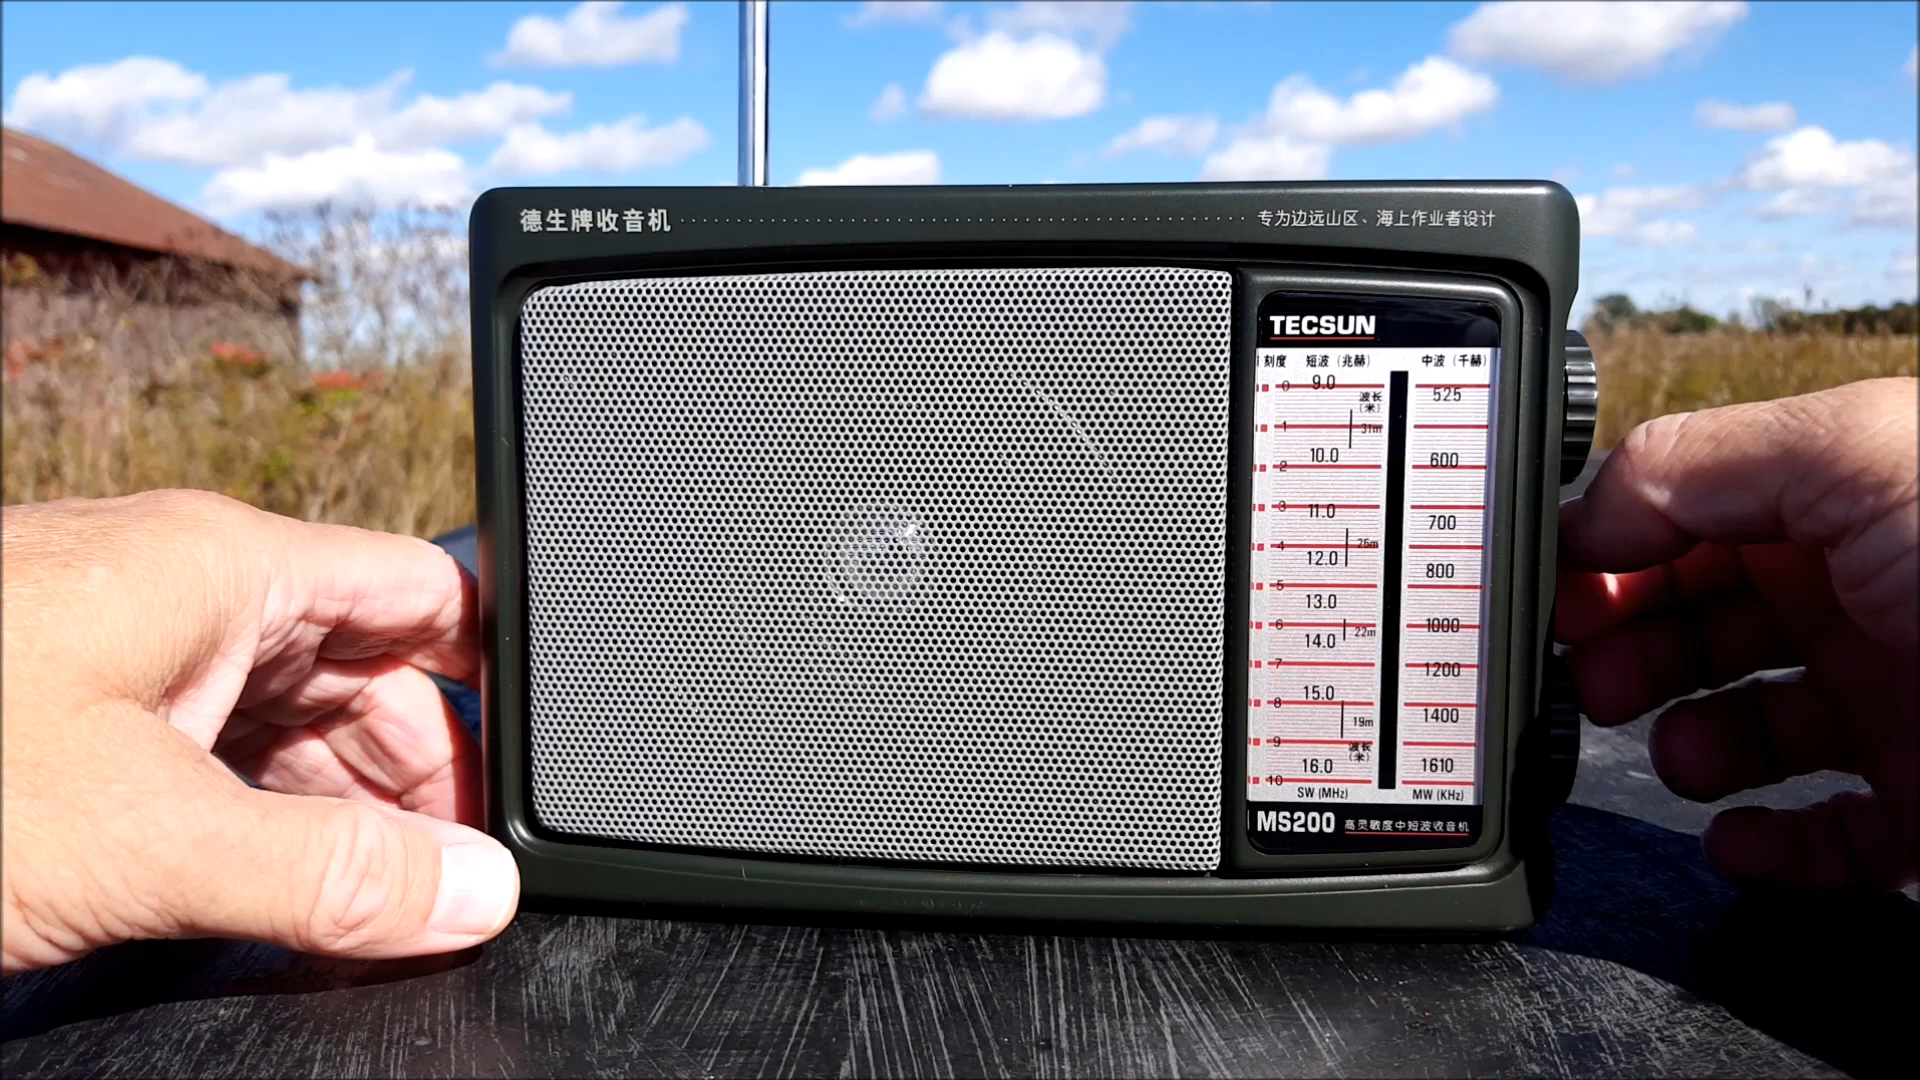 德生牌收音机 专为边远山区、海上作业者设计
TECSUN
刻度 短波（兆赫） 中波（千赫）
0 9.0 525
波长
（米）
1 31m
10.0 600
2
3 11.0 700
4 25m
12.0 800
5
13.0
6 22m 1000
14.0
7 1200
15.0
8 19m 1400
9 波长
（米）
16.0 1610
10
SW (MHz) MW (KHz)
MS200 高灵敏度中短波收音机